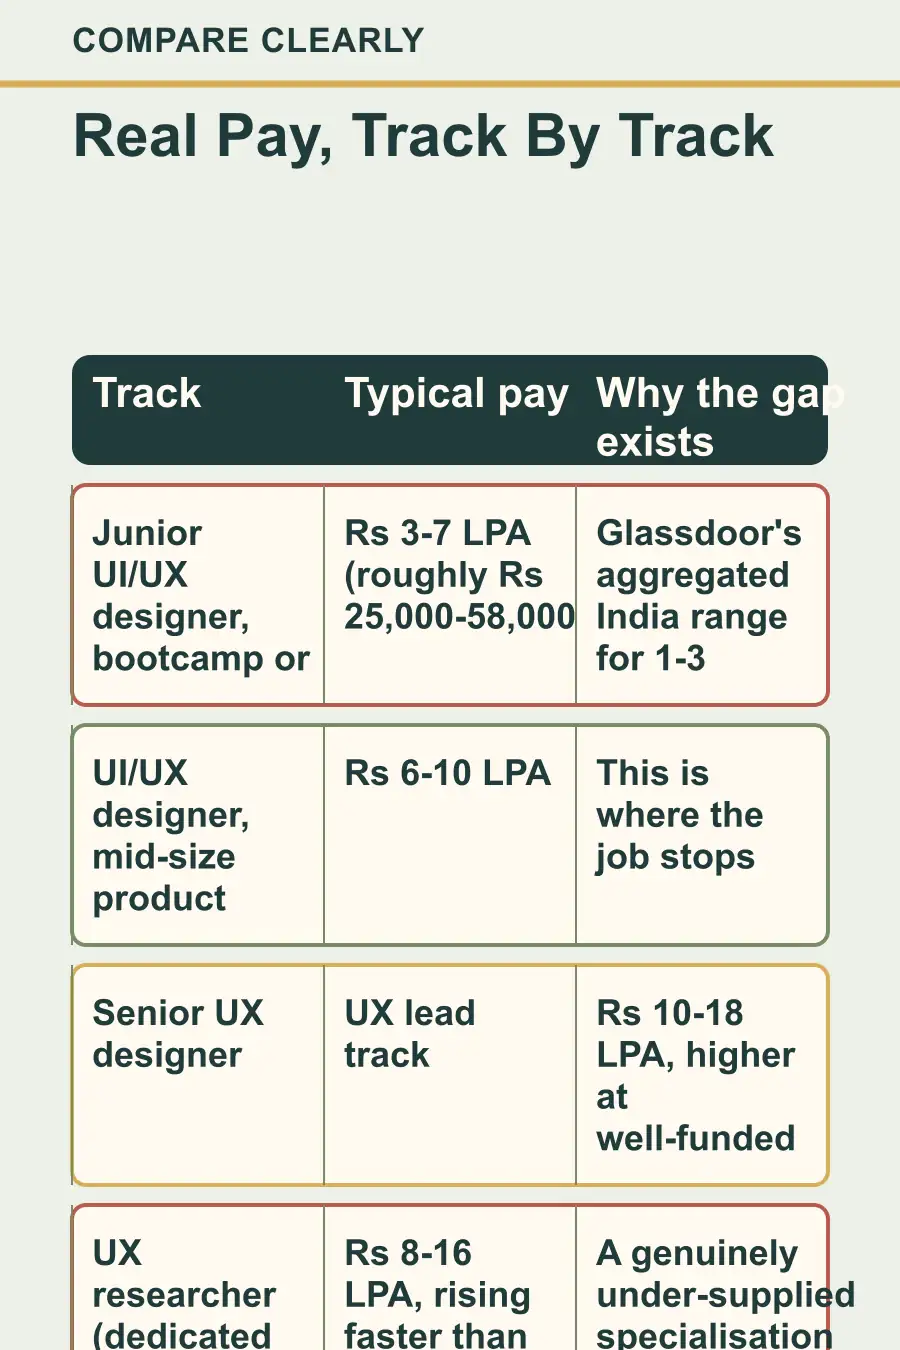 COMPARE CLEARLY
Real Pay, Track By Track
Track
Typical pay
Why the gap
exists
Junior
UI/UX
designer,
bootcamp or
Rs 3-7 LPA
(roughly Rs
25,000-58,000
Glassdoor's
aggregated
India range
for 1-3
UI/UX
designer,
mid-size
product
Rs 6-10 LPA
This is
where the
job stops
Senior UX
designer
UX lead
track
Rs 10-18
LPA, higher
at
well-funded
UX
researcher
(dedicated
Rs 8-16
LPA, rising
faster than
A genuinely
under-supplied
specialisation